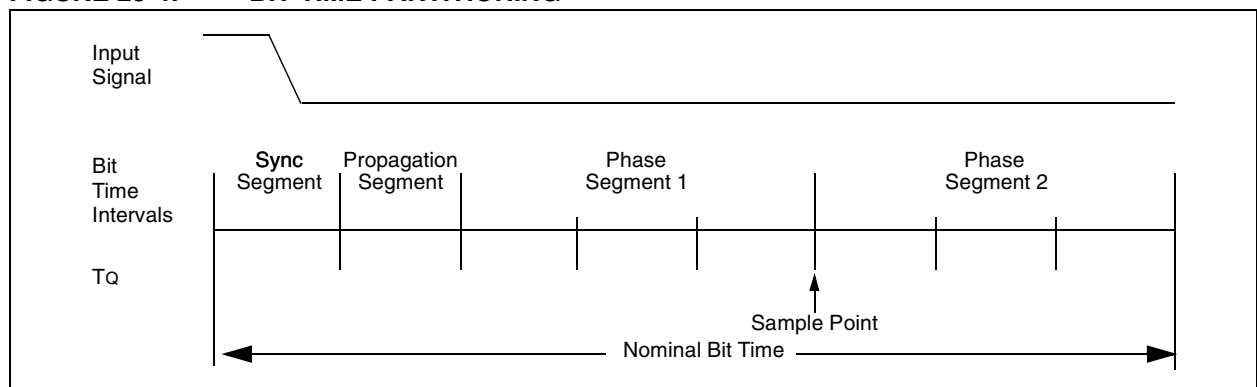 Input
Signal
Bit
Time
Intervals
Sync
Segment
Propagation
Segment
Phase
Segment 1
Phase
Segment 2
TQ
Sample Point
Nominal Bit Time